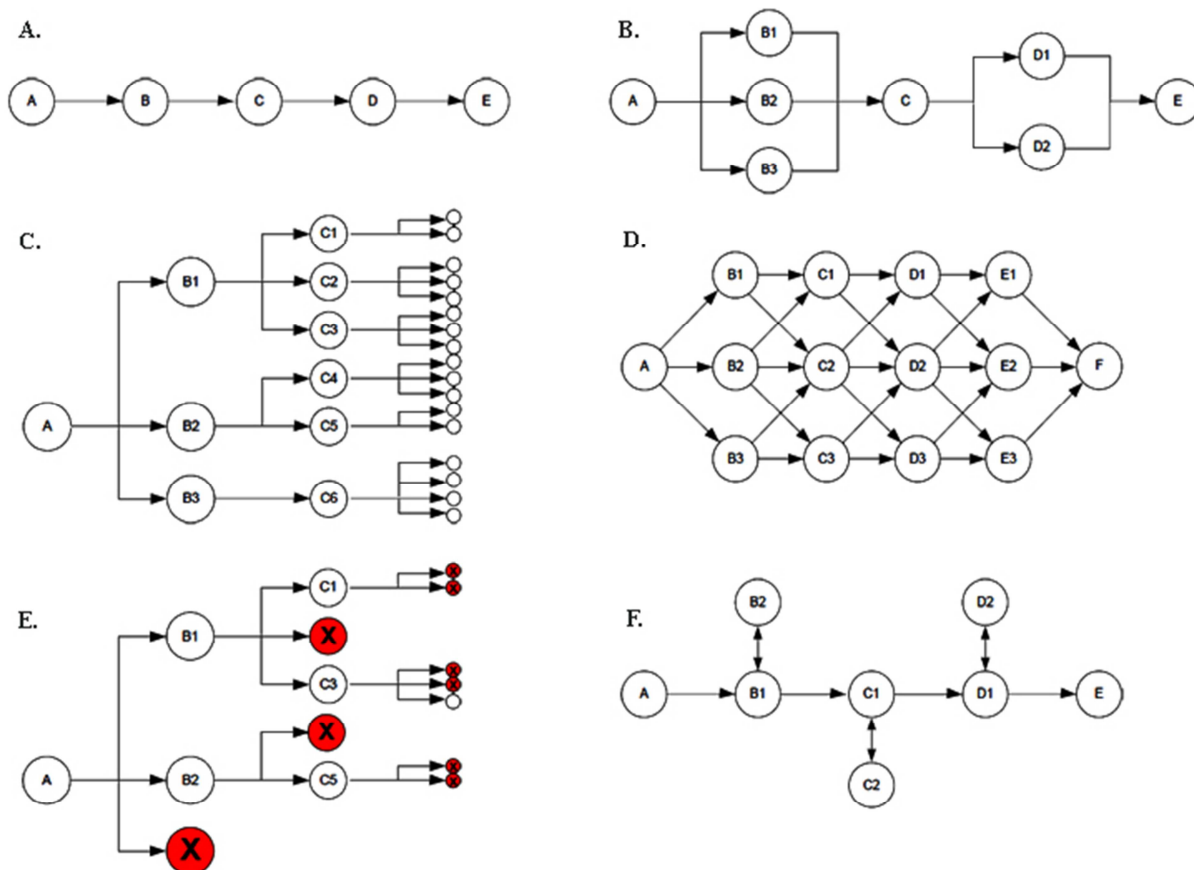 A.
A B C D E
B.
A B1 B2 B3 C D1 D2 E
C.
A B1 B2 B3 C1 C2 C3 C4 C5 C6
D.
A B1 B2 B3 C1 C2 C3 D1 D2 D3 E1 E2 E3 F
E.
A B1 B2 X C1 X C3 X C5 X X X X X X
F.
A B1 B2 C1 C2 D1 D2 E